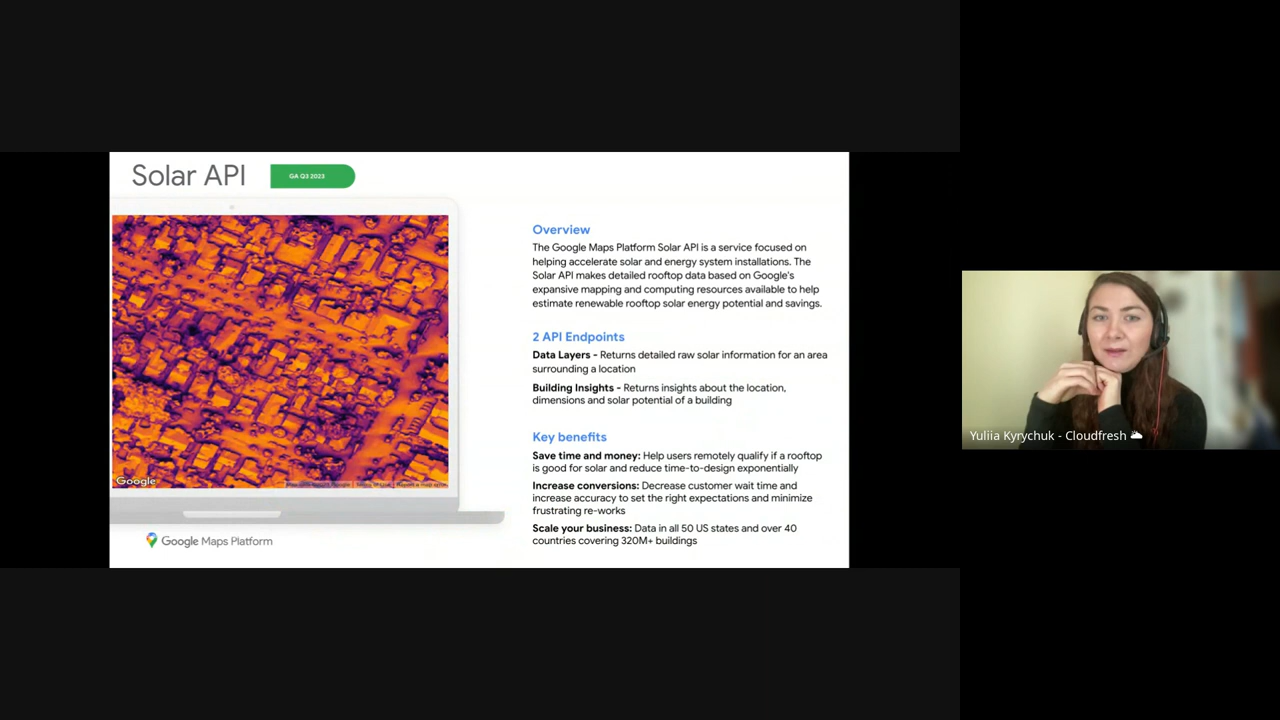 Solar API
GA Q3 2023
Overview
The Google Maps Platform Solar API is a service focused on
helping accelerate solar and energy system installations. The
Solar API makes detailed rooftop data based on Google's
expansive mapping and computing resources available to help
estimate renewable rooftop solar energy potential and savings.
2 API Endpoints
Data Layers - Returns detailed raw solar information for an area
surrounding a location
Building Insights - Returns insights about the location,
dimensions and solar potential of a building
Key benefits
Save time and money: Help users remotely qualify if a rooftop
is good for solar and reduce time-to-design exponentially
Increase conversions: Decrease customer wait time and
increase accuracy to set the right expectations and minimize
frustrating re-works
Scale your business: Data in all 50 US states and over 40
countries covering 320M+ buildings
Google
Google Maps Platform
Yuliia Kyrychuk - Cloudfresh